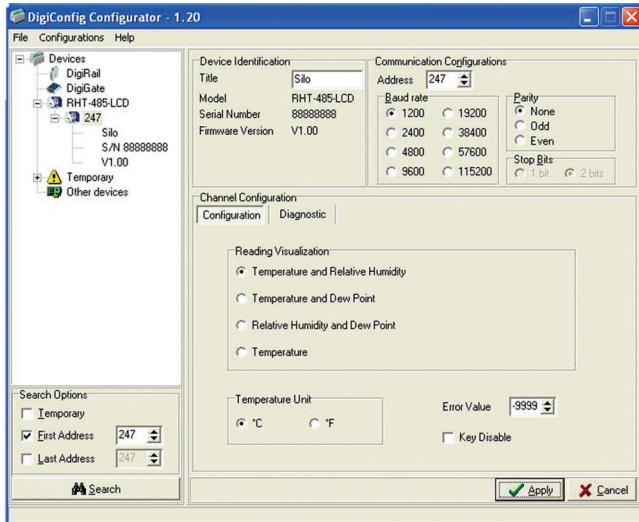 DigiConfig Configurator - 1.20
File Configurations Help
Devices
DigiRail
DigiGate
RHT-485-LCD
247
Silo
S/N 88888888
V1.00
Temporary
Other devices
Search Options
Temporary
First Address 247
Last Address 247
Search
Device Identification
Title Silo
Model RHT-485-LCD
Serial Number 88888888
Firmware Version V1.00
Communication Configurations
Address 247
Baud rate
1200 19200
2400 38400
4800 57600
9600 115200
Parity
None
Odd
Even
Stop Bits
1 bit 2 bits
Channel Configuration
Configuration Diagnostic
Reading Visualization
Temperature and Relative Humidity
Temperature and Dew Point
Relative Humidity and Dew Point
Temperature
Temperature Unit
°C °F
Error Value -9999
Key Disable
Apply Cancel